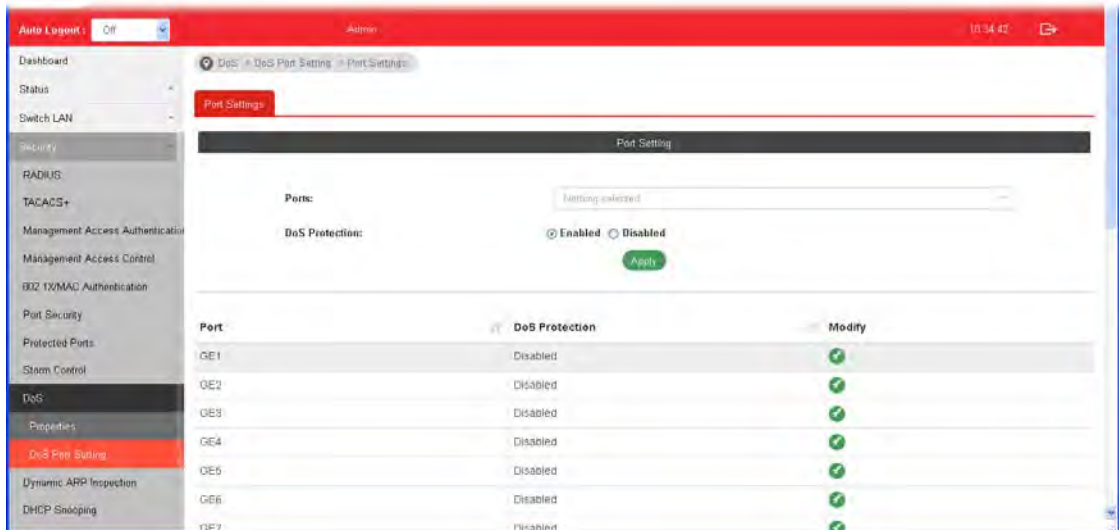 Auto Logout : Off
Admin
10:34:42
Dashboard
Status
Switch LAN
Security
RADIUS
TACACS+
Management Access Authentication
Management Access Control
802.1X/MAC Authentication
Port Security
Protected Ports
Storm Control
DoS
Properties
DoS Port Setting
Dynamic ARP Inspection
DHCP Snooping
DoS > DoS Port Setting > Port Settings
Port Settings
Port Setting
Ports: Nothing selected
DoS Protection: Enabled Disabled
Apply
Port DoS Protection Modify
GE1 Disabled
GE2 Disabled
GE3 Disabled
GE4 Disabled
GE5 Disabled
GE6 Disabled
GE7 Disabled